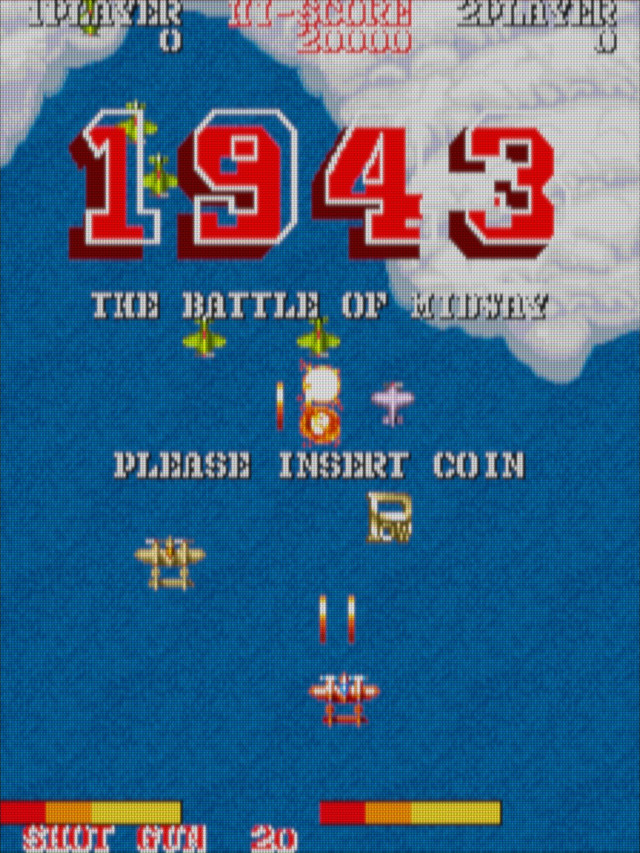 1PLAYER HI-SCORE 2PLAYER
0 20000 0
1943
THE BATTLE OF MIDWAY
PLEASE INSERT COIN
POW
SHOT GUN 20